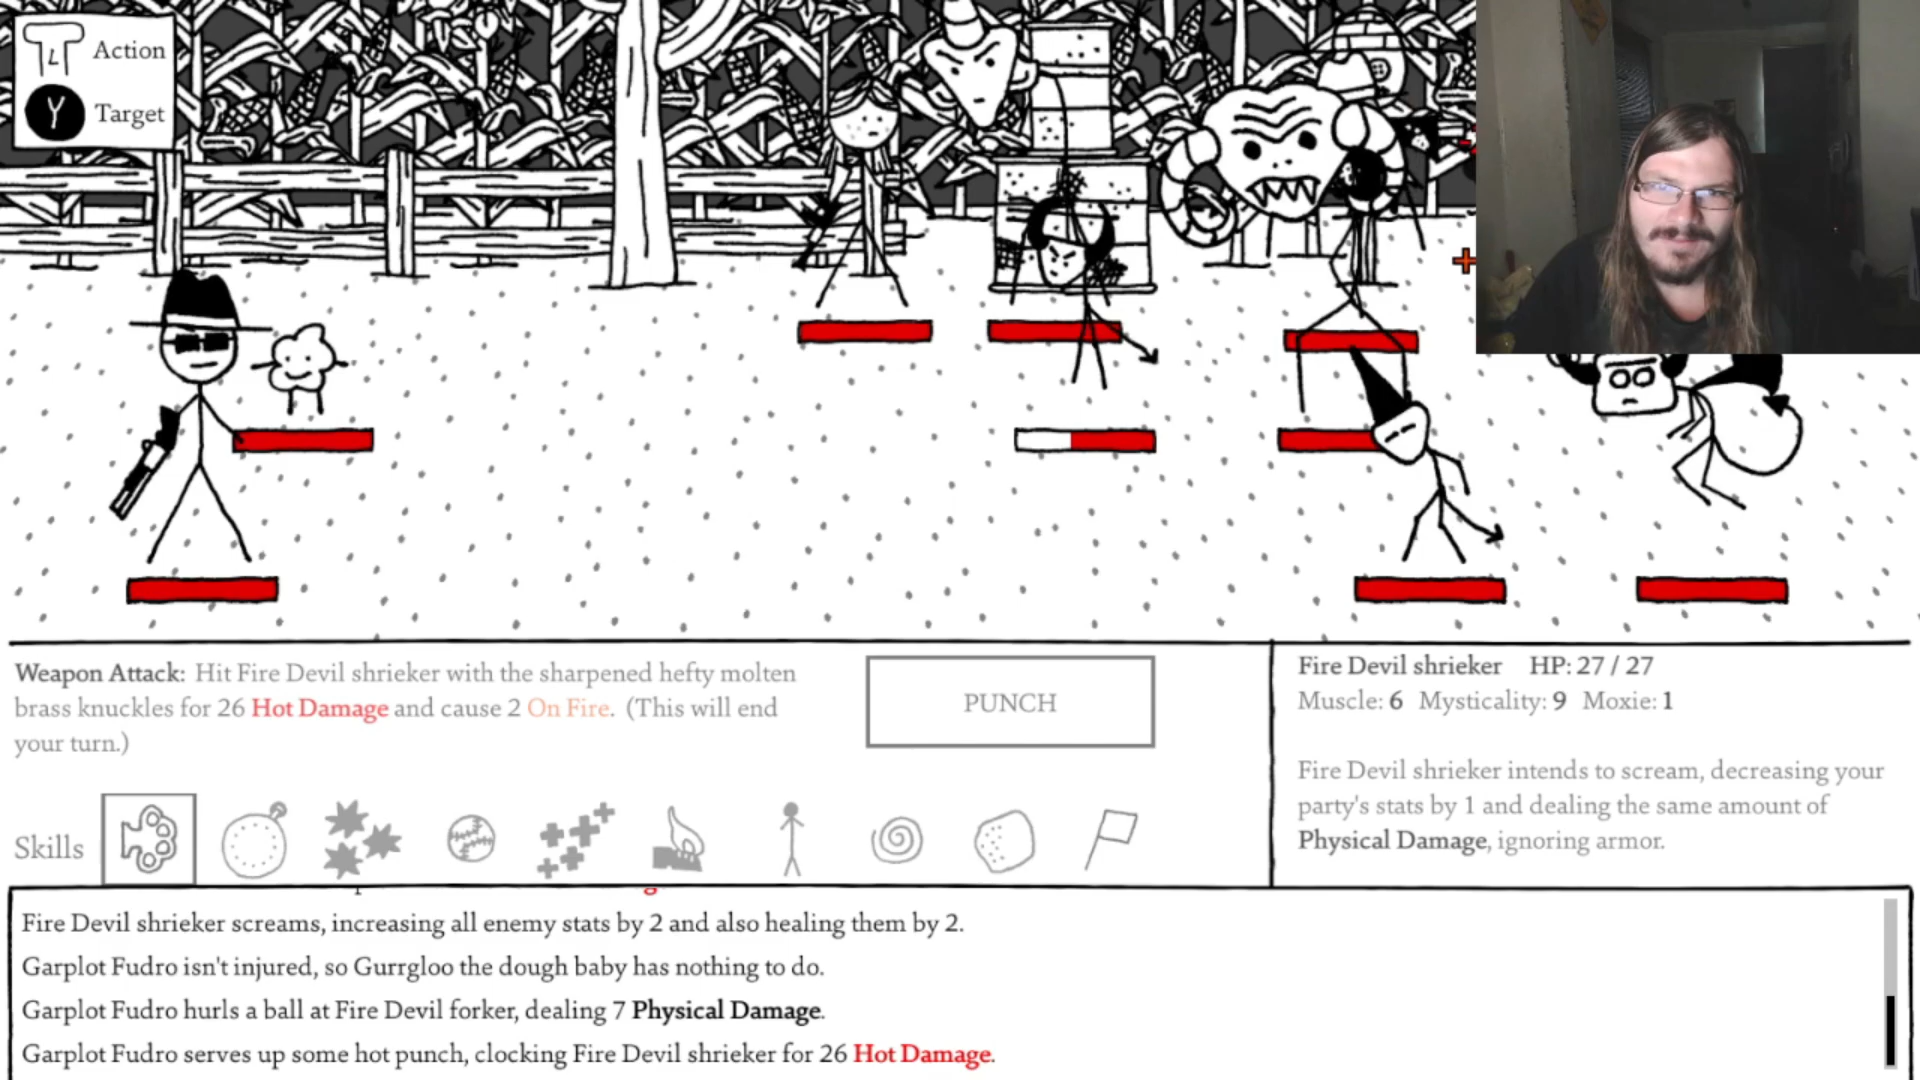 Action
Y
Target
Weapon Attack: Hit Fire Devil shrieker with the sharpened hefty molten
brass knuckles for 26 Hot Damage and cause 2 On Fire. (This will end
your turn.)
PUNCH
Skills
Fire Devil shrieker HP: 27 / 27
Muscle: 6 Mysticality: 9 Moxie: 1
Fire Devil shrieker intends to scream, decreasing your
party's stats by 1 and dealing the same amount of
Physical Damage, ignoring armor.
Fire Devil shrieker screams, increasing all enemy stats by 2 and also healing them by 2.
Garplot Fudro isn't injured, so Gurrgloo the dough baby has nothing to do.
Garplot Fudro hurls a ball at Fire Devil forker, dealing 7 Physical Damage.
Garplot Fudro serves up some hot punch, clocking Fire Devil shrieker for 26 Hot Damage.